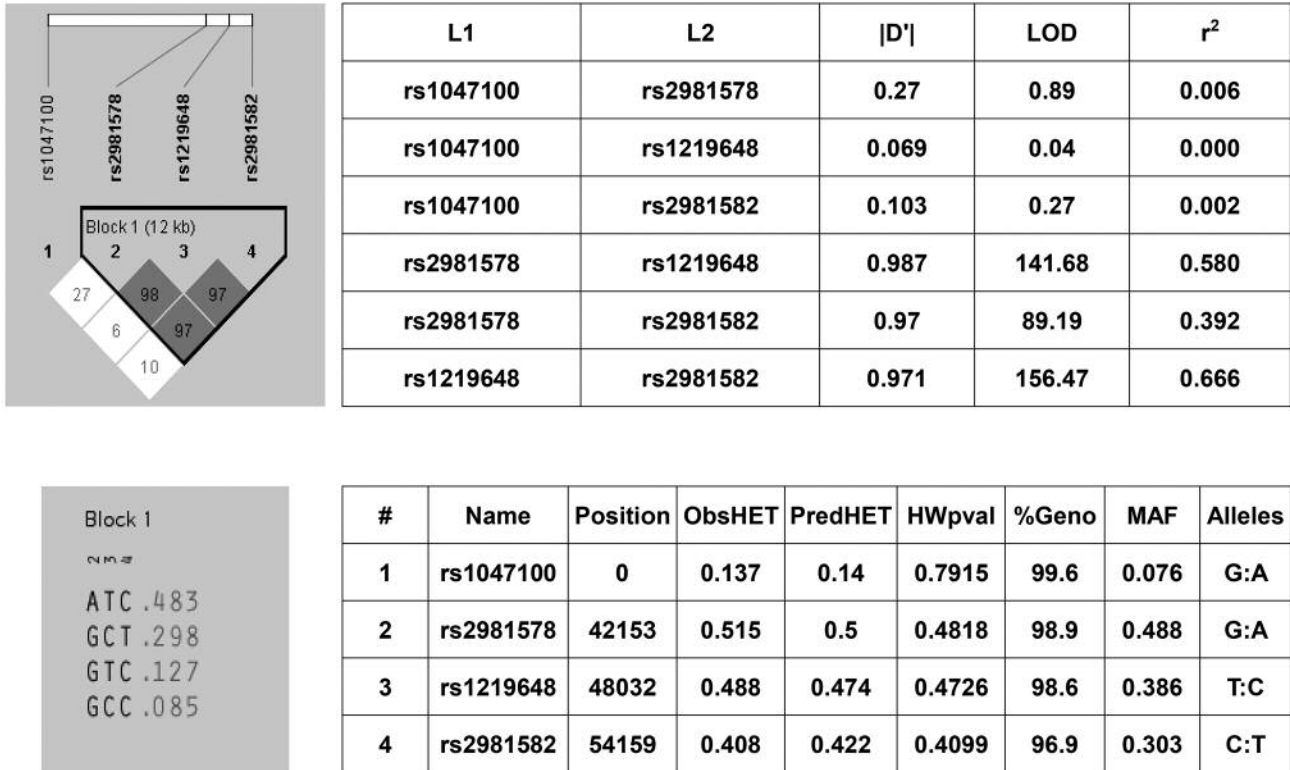 rs1047100
rs2981578
rs1219648
rs2981582
Block 1 (12 kb)
1 2 3 4
27 98 97
6 97
10
L1 L2 |D'| LOD r²
rs1047100 rs2981578 0.27 0.89 0.006
rs1047100 rs1219648 0.069 0.04 0.000
rs1047100 rs2981582 0.103 0.27 0.002
rs2981578 rs1219648 0.987 141.68 0.580
rs2981578 rs2981582 0.97 89.19 0.392
rs1219648 rs2981582 0.971 156.47 0.666
Block 1
2 3 4
ATC .483
GCT .298
GTC .127
GCC .085
# Name Position ObsHET PredHET HWpval %Geno MAF Alleles
1 rs1047100 0 0.137 0.14 0.7915 99.6 0.076 G:A
2 rs2981578 42153 0.515 0.5 0.4818 98.9 0.488 G:A
3 rs1219648 48032 0.488 0.474 0.4726 98.6 0.386 T:C
4 rs2981582 54159 0.408 0.422 0.4099 96.9 0.303 C:T